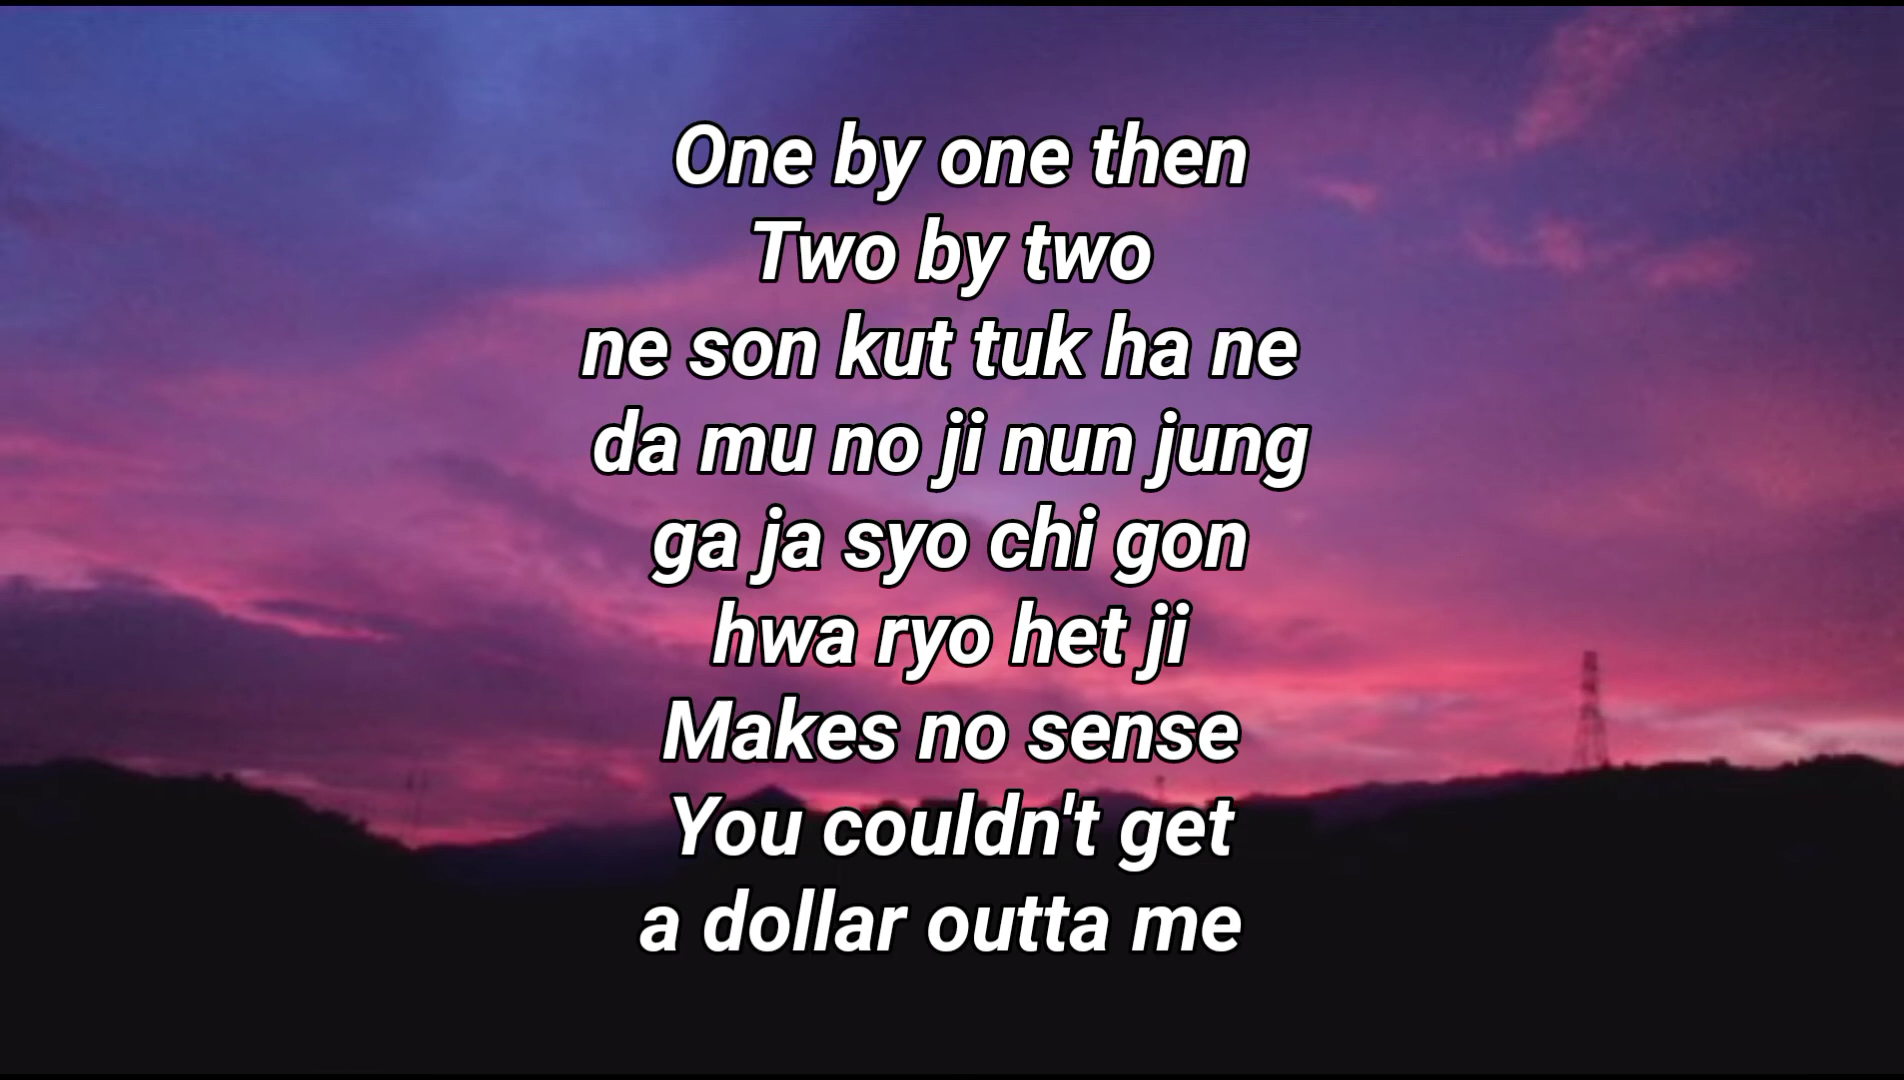 One by one then
Two by two
ne son kut tuk ha ne
da mu no ji nun jung
ga ja syo chi gon
hwa ryo het ji
Makes no sense
You couldn't get
a dollar outta me